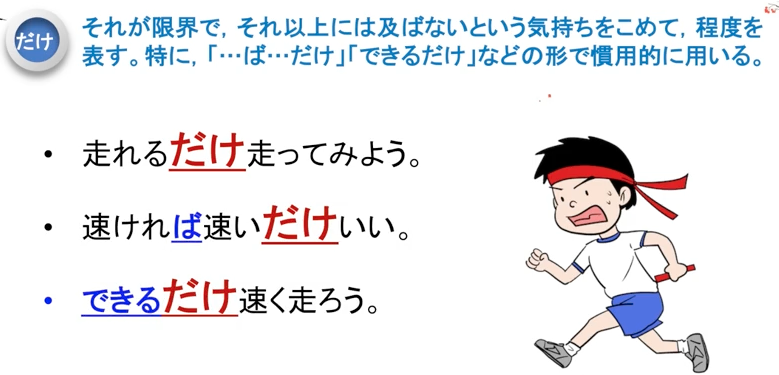 だけ
それが限界で，それ以上には及ばないという気持ちをこめて，程度を
表す。特に，「…ば…だけ」「できるだけ」などの形で慣用的に用いる。
• 走れるだけ走ってみよう。
• 速ければ速いだけいい。
• できるだけ速く走ろう。